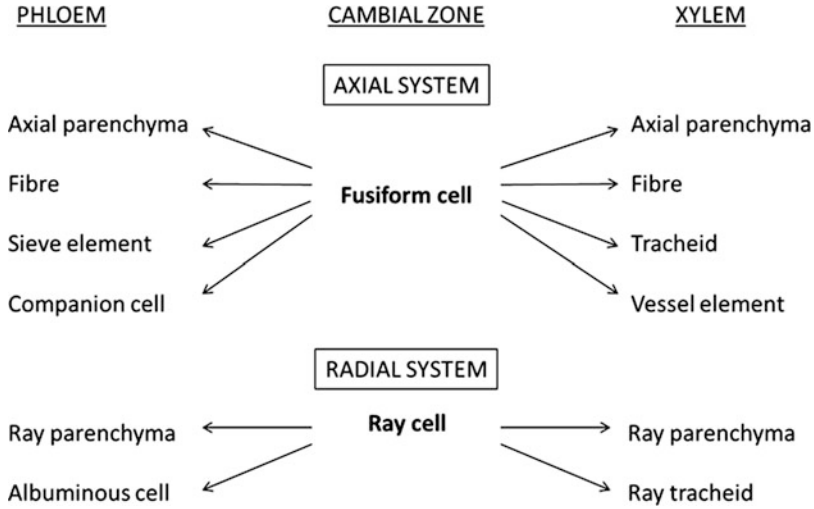 PHLOEM CAMBIAL ZONE XYLEM
AXIAL SYSTEM
Axial parenchyma Axial parenchyma
Fibre Fusiform cell Fibre
Sieve element Tracheid
Companion cell Vessel element
RADIAL SYSTEM
Ray parenchyma Ray cell Ray parenchyma
Albuminous cell Ray tracheid